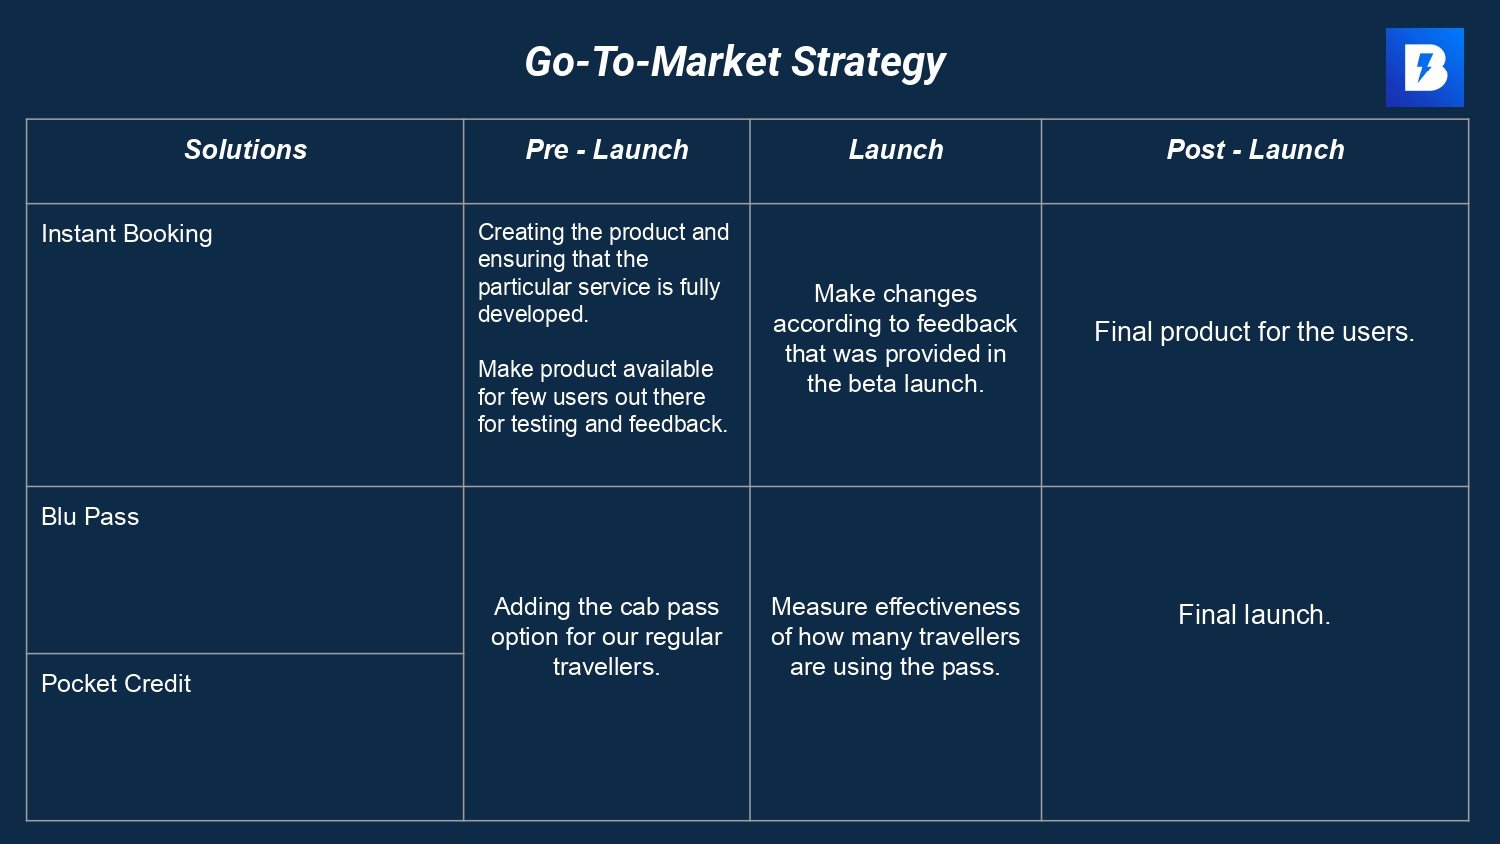 Go-To-Market Strategy
B
Solutions
Pre - Launch
Launch
Post - Launch
Instant Booking
Creating the product and
ensuring that the
particular service is fully
developed.
Make product available
for few users out there
for testing and feedback.
Make changes
according to feedback
that was provided in
the beta launch.
Final product for the users.
Blu Pass
Adding the cab pass
option for our regular
travellers.
Measure effectiveness
of how many travellers
are using the pass.
Final launch.
Pocket Credit